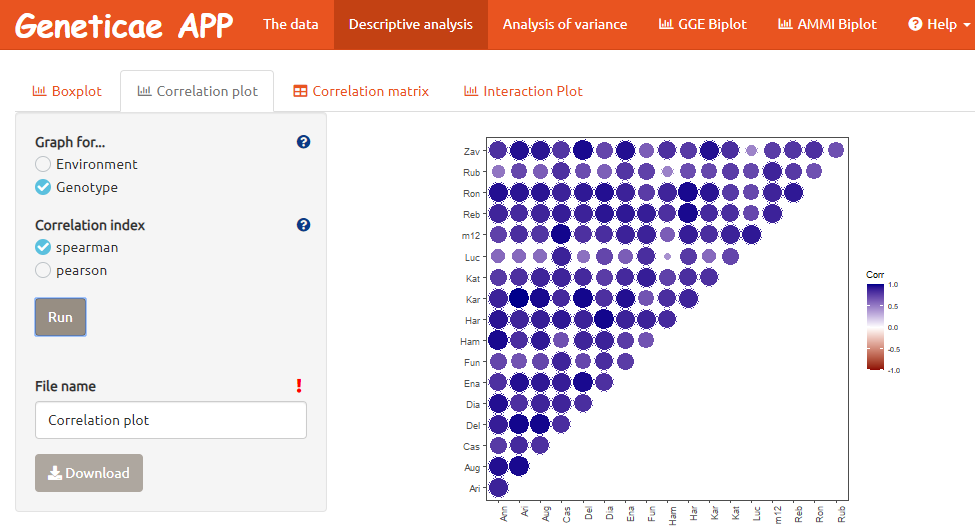 Geneticae APP The data Descriptive analysis Analysis of variance GGE Biplot AMMI Biplot ? Help
Boxplot Correlation plot Correlation matrix Interaction Plot
Graph for... ?
Environment
Genotype
Correlation index ?
spearman
pearson
Run
File name !
Correlation plot
Download
Zav
Rub
Ron
Reb
m12
Luc
Kat
Kar
Har
Ham
Fun
Ena
Dia
Del
Cas
Aug
Ari
Ann Ari Aug Cas Del Dia Ena Fun Ham Har Kar Kat Luc m12 Reb Ron Rub
Corr
1.0
0.5
0.0
-0.5
-1.0